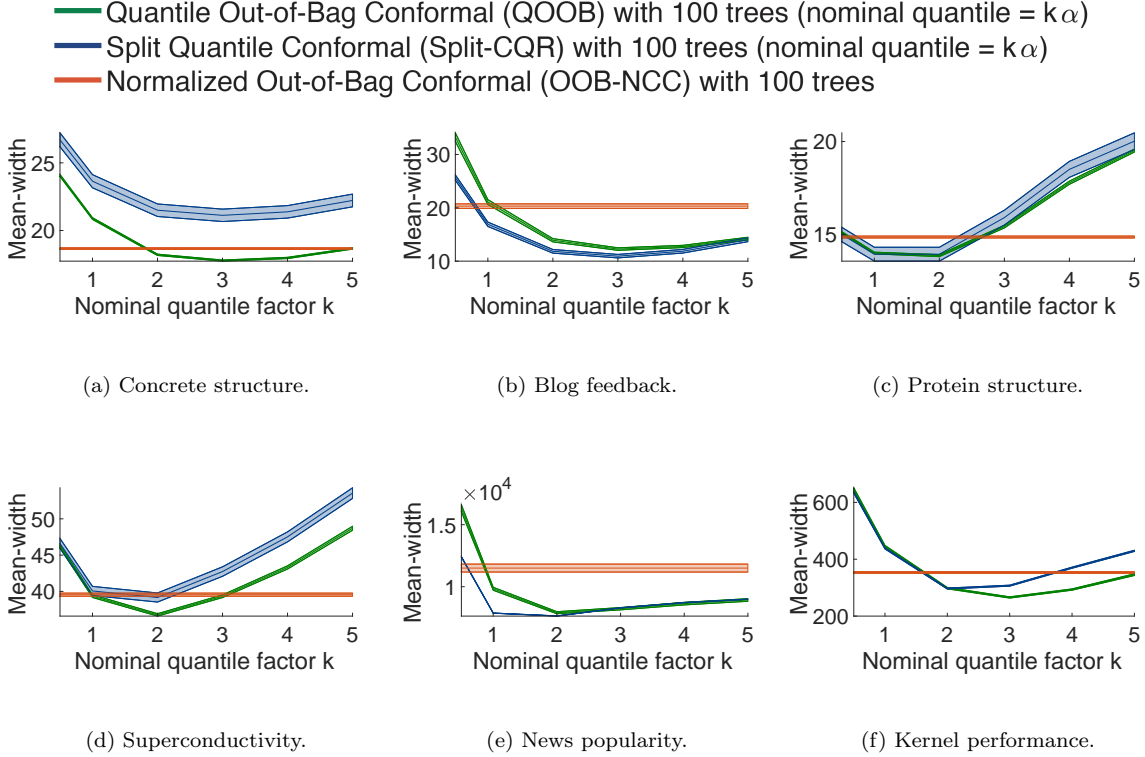 Quantile Out-of-Bag Conformal (QOOB) with 100 trees (nominal quantile = k α)
Split Quantile Conformal (Split-CQR) with 100 trees (nominal quantile = k α)
Normalized Out-of-Bag Conformal (OOB-NCC) with 100 trees
Mean-width
25
20
1 2 3 4 5
Nominal quantile factor k
(a) Concrete structure.
Mean-width
30
20
10
1 2 3 4 5
Nominal quantile factor k
(b) Blog feedback.
Mean-width
20
15
1 2 3 4 5
Nominal quantile factor k
(c) Protein structure.
Mean-width
50
45
40
1 2 3 4 5
Nominal quantile factor k
(d) Superconductivity.
Mean-width
×10⁴
1.5
1
1 2 3 4 5
Nominal quantile factor k
(e) News popularity.
Mean-width
600
400
200
1 2 3 4 5
Nominal quantile factor k
(f) Kernel performance.